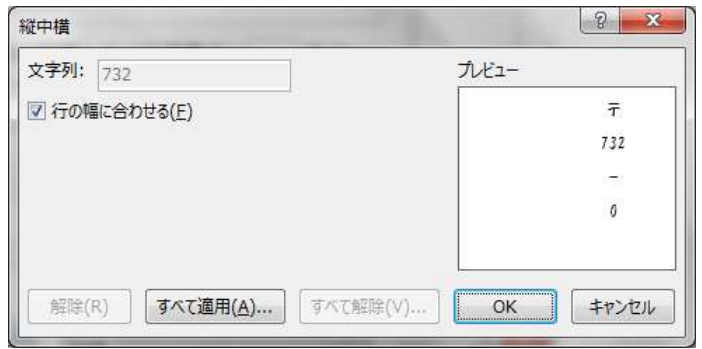 縦中横
文字列: 732
行の幅に合わせる(F)
プレビュー
〒
732
-
0
解除(R)
すべて適用(A)...
すべて解除(V)...
OK
キャンセル